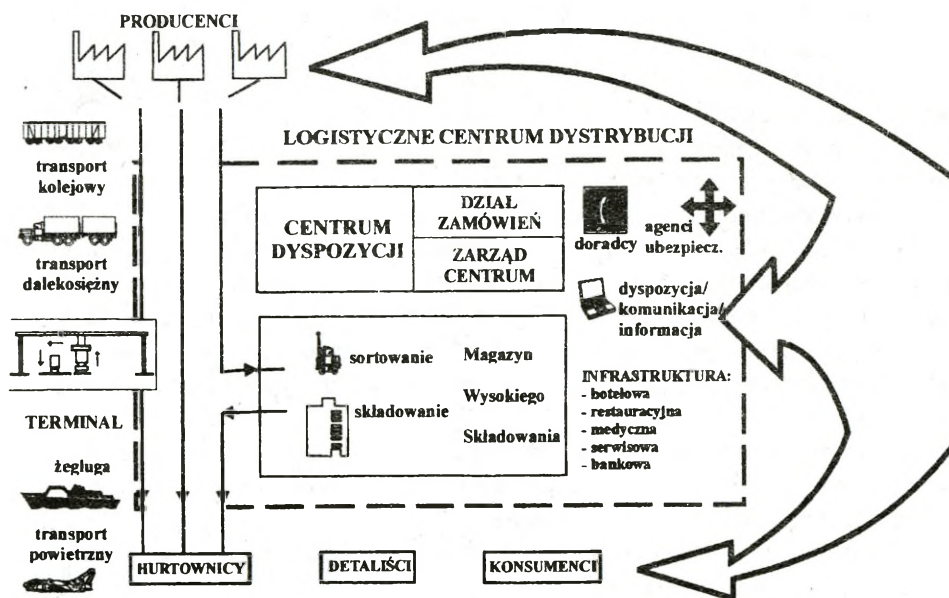 PRODUCENCI
LOGISTYCZNE CENTRUM DYSTRYBUCJI
transport
kolejowy
transport
dalekosiężny
TERMINAL
żegluga
transport
powietrzny
CENTRUM
DYSPOZYCJI
DZIAŁ
ZAMÓWIEŃ
ZARZĄD
CENTRUM
doradcy
agenci
ubezpiecz.
dyspozycja/
komunikacja/
informacja
sortowanie
składowanie
Magazyn
Wysokiego
Składowania
INFRASTRUKTURA:
- hotelowa
- restauracyjna
- medyczna
- serwisowa
- bankowa
HURTOWNICY
DETALIŚCI
KONSUMENCI